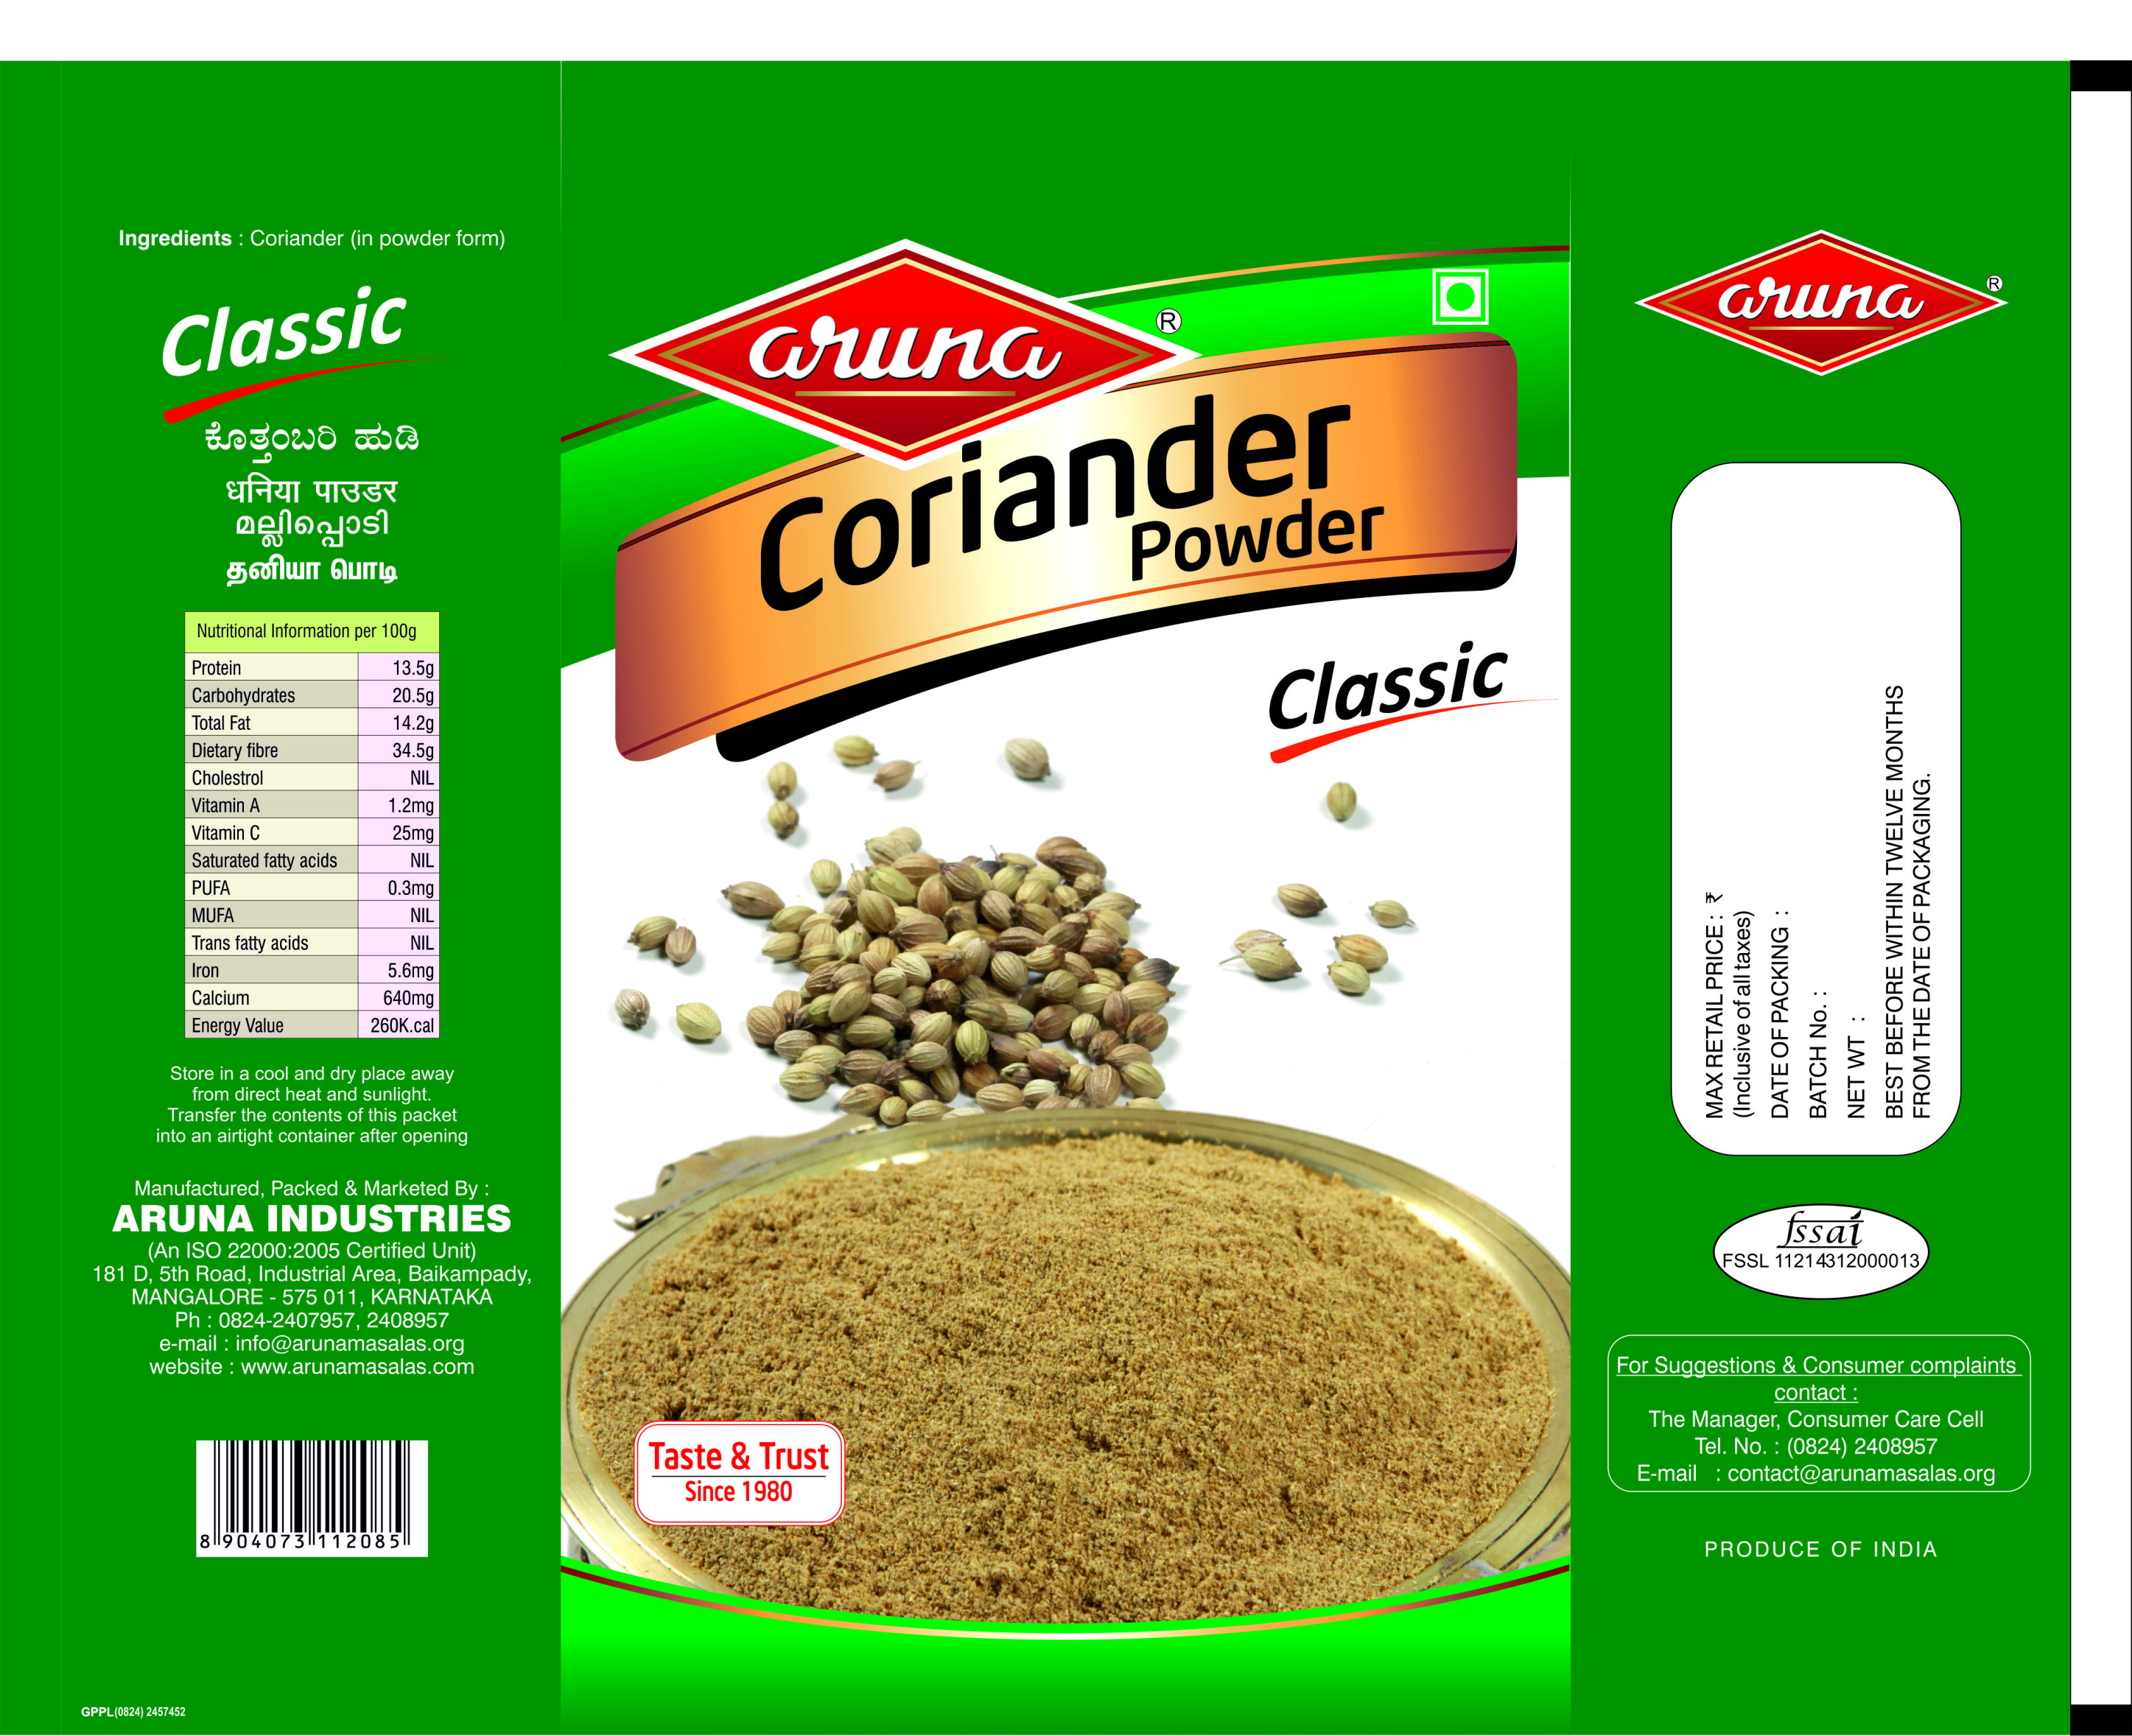 Ingredients : Coriander (in powder form)
Classic
ಕೊತ್ತಂಬರಿ ಹುಡಿ
धनिया पाउडर
മല്ലിപ്പൊടി
தனியா பொடி
Nutritional Information per 100g
Protein 13.5g
Carbohydrates 20.5g
Total Fat 14.2g
Dietary fibre 34.5g
Cholestrol NIL
Vitamin A 1.2mg
Vitamin C 25mg
Saturated fatty acids NIL
PUFA 0.3mg
MUFA NIL
Trans fatty acids NIL
Iron 5.6mg
Calcium 640mg
Energy Value 260K.cal
Store in a cool and dry place away
from direct heat and sunlight.
Transfer the contents of this packet
into an airtight container after opening
Manufactured, Packed & Marketed By :
ARUNA INDUSTRIES
(An ISO 22000:2005 Certified Unit)
181 D, 5th Road, Industrial Area, Baikampady,
MANGALORE - 575 011, KARNATAKA
Ph : 0824-2407957, 2408957
e-mail : info@arunamasalas.org
website : www.arunamasalas.com
8 904073 112085
GPPL(0824) 2457452
aruna ®
Coriander
Powder
Classic
Taste & Trust
Since 1980
aruna ®
MAX RETAIL PRICE : ₹
(Inclusive of all taxes)
DATE OF PACKING :
BATCH No. :
NET WT :
BEST BEFORE WITHIN TWELVE MONTHS
FROM THE DATE OF PACKAGING.
fssai
FSSL 11214312000013
For Suggestions & Consumer complaints
contact :
The Manager, Consumer Care Cell
Tel. No. : (0824) 2408957
E-mail : contact@arunamasalas.org
PRODUCE OF INDIA